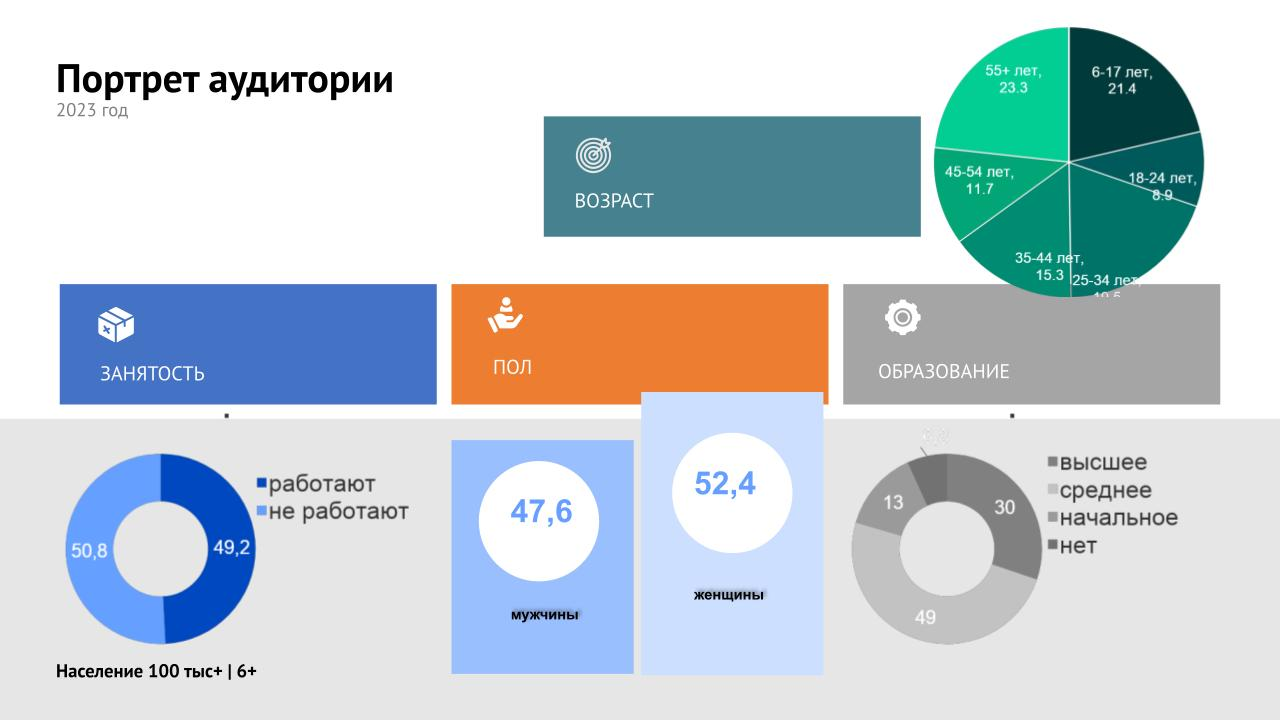 Портрет аудитории
2023 год
55+ лет,
23.3
6-17 лет,
21.4
45-54 лет,
11.7
18-24 лет,
8.9
35-44 лет,
15.3
25-34 лет,
ВОЗРАСТ
ЗАНЯТОСТЬ
ПОЛ
ОБРАЗОВАНИЕ
50,8
49,2
работают
не работают
47,6
мужчины
52,4
женщины
13
30
49
высшее
среднее
начальное
нет
Население 100 тыс+ | 6+